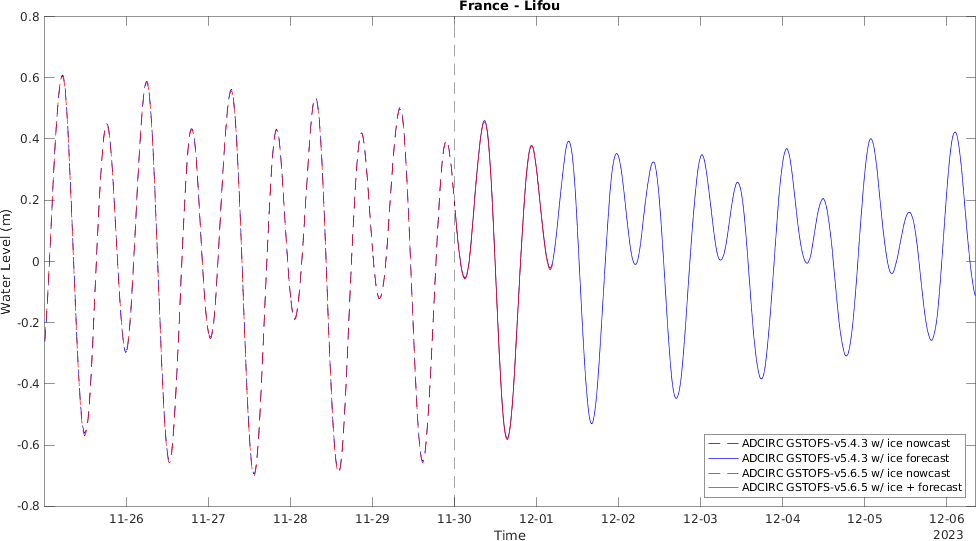 France - Lifou
Water Level (m)
0.8
0.6
0.4
0.2
0
-0.2
-0.4
-0.6
-0.8
ADCIRC GSTOFS-v5.4.3 w/ ice nowcast
ADCIRC GSTOFS-v5.4.3 w/ ice forecast
ADCIRC GSTOFS-v5.6.5 w/ ice nowcast
ADCIRC GSTOFS-v5.6.5 w/ ice + forecast
11-26 11-27 11-28 11-29 11-30 12-01 12-02 12-03 12-04 12-05 12-06
Time
2023